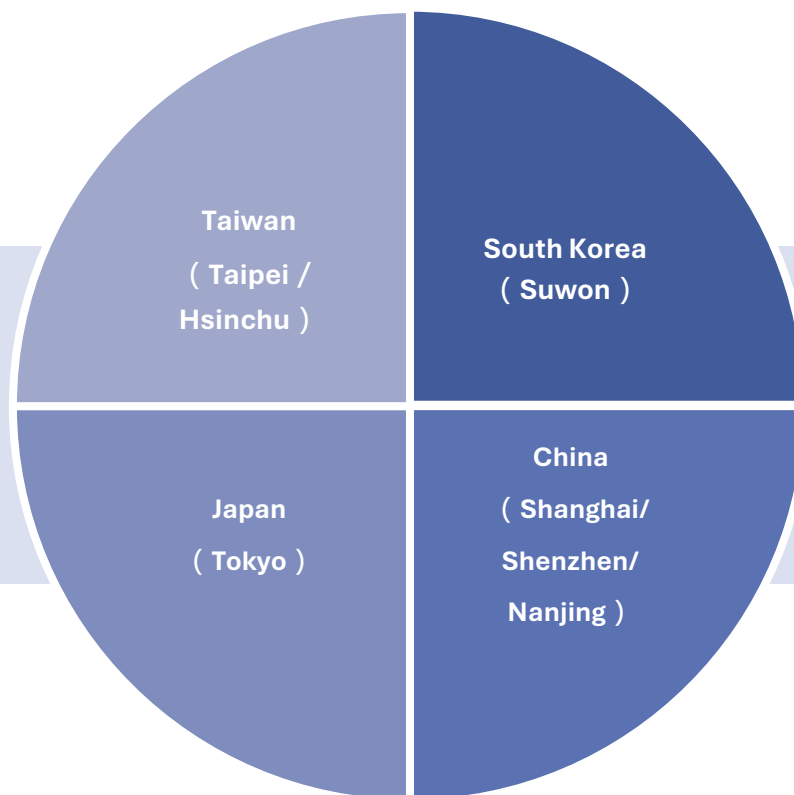 Taiwan
( Taipei /
Hsinchu )
South Korea
( Suwon )
Japan
( Tokyo )
China
( Shanghai/
Shenzhen/
Nanjing )